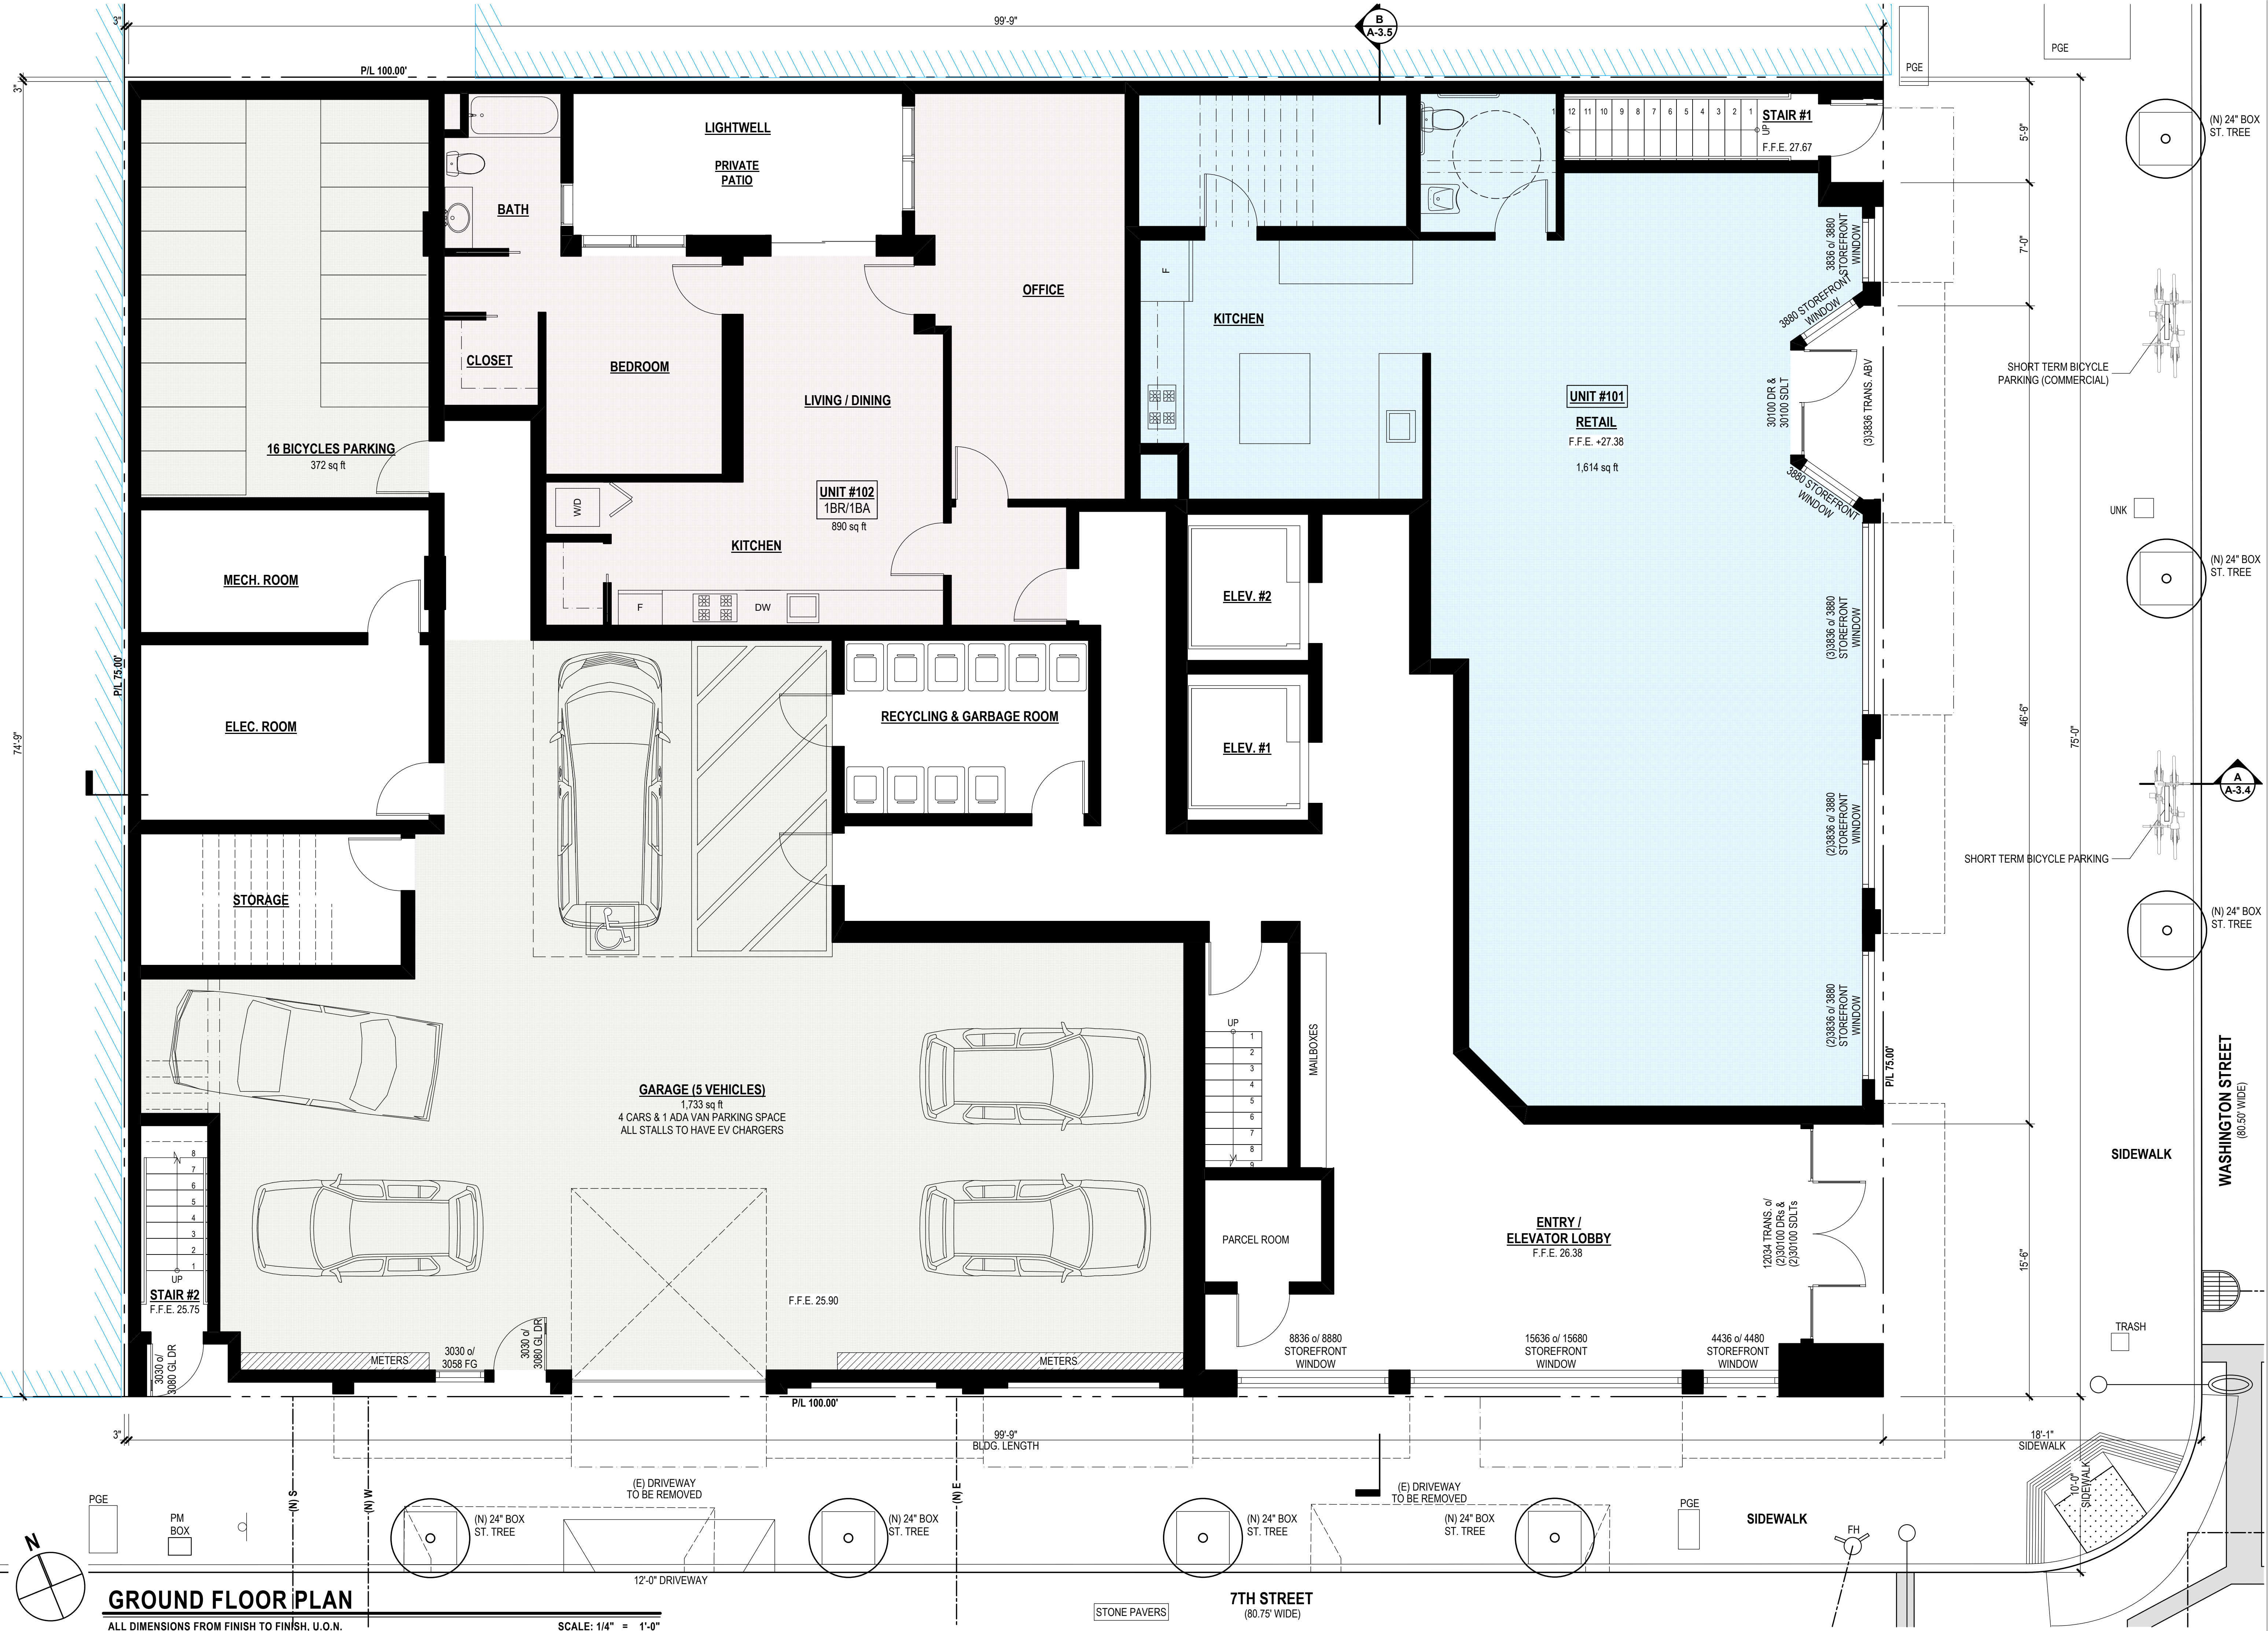 3"
99'-9"
B
A-3.5
PGE
PGE
P/L 100.00'
3"
LIGHTWELL
PRIVATE
PATIO
BATH
OFFICE
12 11 10 9 8 7 6 5 4 3 2 1
UP
STAIR #1
F.F.E. 27.67
5'-9"
(N) 24" BOX
ST. TREE
3836 o/ 3880
STOREFRONT
WINDOW
7'-0"
F
KITCHEN
3880 STOREFRONT
WINDOW
CLOSET
BEDROOM
LIVING / DINING
UNIT #101
RETAIL
F.F.E. +27.38
1,614 sq ft
30100 DR &
30100 SDLT
(3)3836 TRANS. ABV
SHORT TERM BICYCLE
PARKING (COMMERCIAL)
16 BICYCLES PARKING
372 sq ft
3880 STOREFRONT
WINDOW
UNIT #102
1BR/1BA
890 sq ft
W/D
UNK
KITCHEN
MECH. ROOM
F
DW
ELEV. #2
(3)3836 o/ 3880
STOREFRONT
WINDOW
(N) 24" BOX
ST. TREE
P/L 75.00'
ELEC. ROOM
RECYCLING & GARBAGE ROOM
ELEV. #1
46'-6"
74'-9"
75'-0"
A
A-3.4
(2)3836 o/ 3880
STOREFRONT
WINDOW
SHORT TERM BICYCLE PARKING
STORAGE
(N) 24" BOX
ST. TREE
(2)3836 o/ 3880
STOREFRONT
WINDOW
UP
1
2
3
4
5
6
7
8
9
MAILBOXES
P/L 75.00'
GARAGE (5 VEHICLES)
1,733 sq ft
4 CARS & 1 ADA VAN PARKING SPACE
ALL STALLS TO HAVE EV CHARGERS
WASHINGTON STREET
(80.50' WIDE)
SIDEWALK
8
7
6
5
4
3
2
1
UP
STAIR #2
F.F.E. 25.75
PARCEL ROOM
ENTRY /
ELEVATOR LOBBY
F.F.E. 26.38
12034 TRANS. o/
(2)30100 DRs &
(2)30100 SDLTs
15'-6"
F.F.E. 25.90
TRASH
3030 o/
3080 GL DR
METERS
3030 o/
3058 FG
3030 o/
3080 GL DR
METERS
8836 o/ 8880
STOREFRONT
WINDOW
15636 o/ 15680
STOREFRONT
WINDOW
4436 o/ 4480
STOREFRONT
WINDOW
P/L 100.00'
3"
99'-9"
BLDG. LENGTH
18'-1"
SIDEWALK
10'-0"
SIDEWALK
(N) S
(N) W
(N) E
(E) DRIVEWAY
TO BE REMOVED
(E) DRIVEWAY
TO BE REMOVED
PGE
PM
BOX
(N) 24" BOX
ST. TREE
(N) 24" BOX
ST. TREE
(N) 24" BOX
ST. TREE
(N) 24" BOX
ST. TREE
PGE
SIDEWALK
FH
N
12'-0" DRIVEWAY
GROUND FLOOR PLAN
ALL DIMENSIONS FROM FINISH TO FINISH, U.O.N.
SCALE: 1/4" = 1'-0"
STONE PAVERS
7TH STREET
(80.75' WIDE)